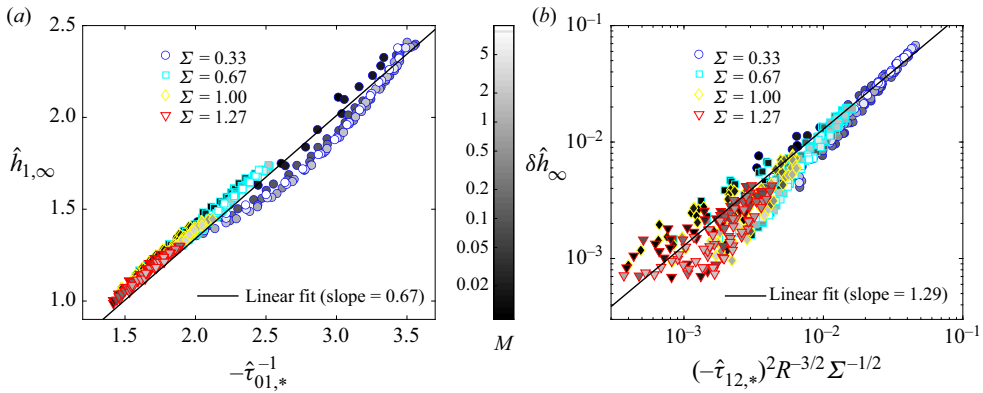 (a)
2.5
2.0
1.5
1.0
ĥ1,∞
Σ = 0.33
Σ = 0.67
Σ = 1.00
Σ = 1.27
Linear fit (slope = 0.67)
1.5 2.0 2.5 3.0 3.5
−τ̂01,*⁻¹
5
2
1
0.5
0.2
0.1
0.05
0.02
M
(b)
10⁻¹
10⁻²
10⁻³
δĥ∞
Σ = 0.33
Σ = 0.67
Σ = 1.00
Σ = 1.27
Linear fit (slope = 1.29)
10⁻³ 10⁻² 10⁻¹
(−τ̂12,*)² R⁻³/² Σ⁻¹/²